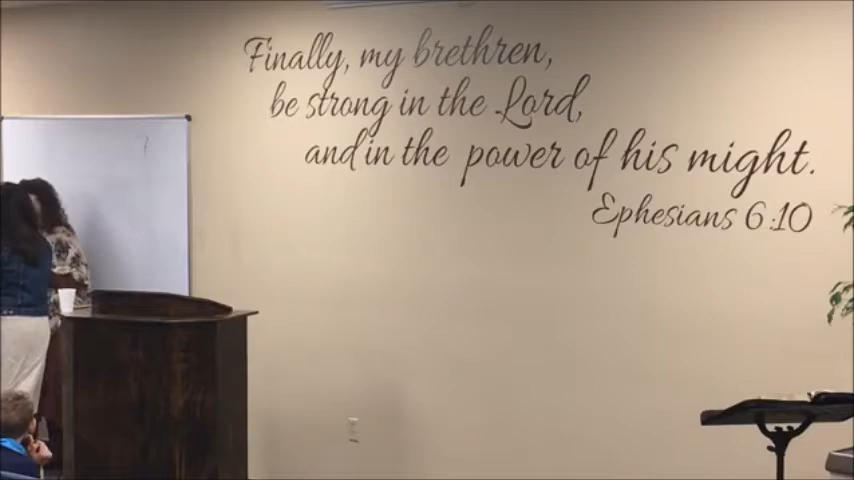 Finally, my brethren,
be strong in the Lord,
and in the power of his might.
Ephesians 6:10